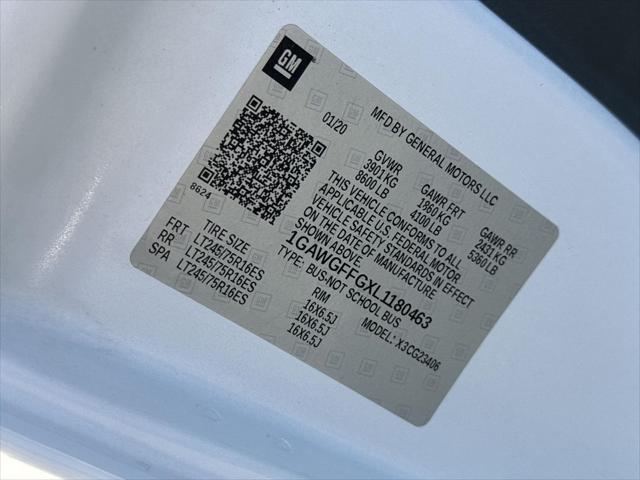 GM
MFD BY GENERAL MOTORS LLC
01/20
GVWR GAWR FRT GAWR RR
3901 KG 1860 KG 2431 KG
8600 LB 4100 LB 5360 LB
THIS VEHICLE CONFORMS TO ALL
APPLICABLE U.S. FEDERAL MOTOR
VEHICLE SAFETY STANDARDS IN EFFECT
ON THE DATE OF MANUFACTURE
SHOWN ABOVE.
8624
1GAWGFFGXL1180463
TYPE: BUS-NOT SCHOOL BUS
MODEL: X3CG23406
TIRE SIZE RIM
FRT LT245/75R16ES 16X6.5J
RR LT245/75R16ES 16X6.5J
SPA LT245/75R16ES 16X6.5J